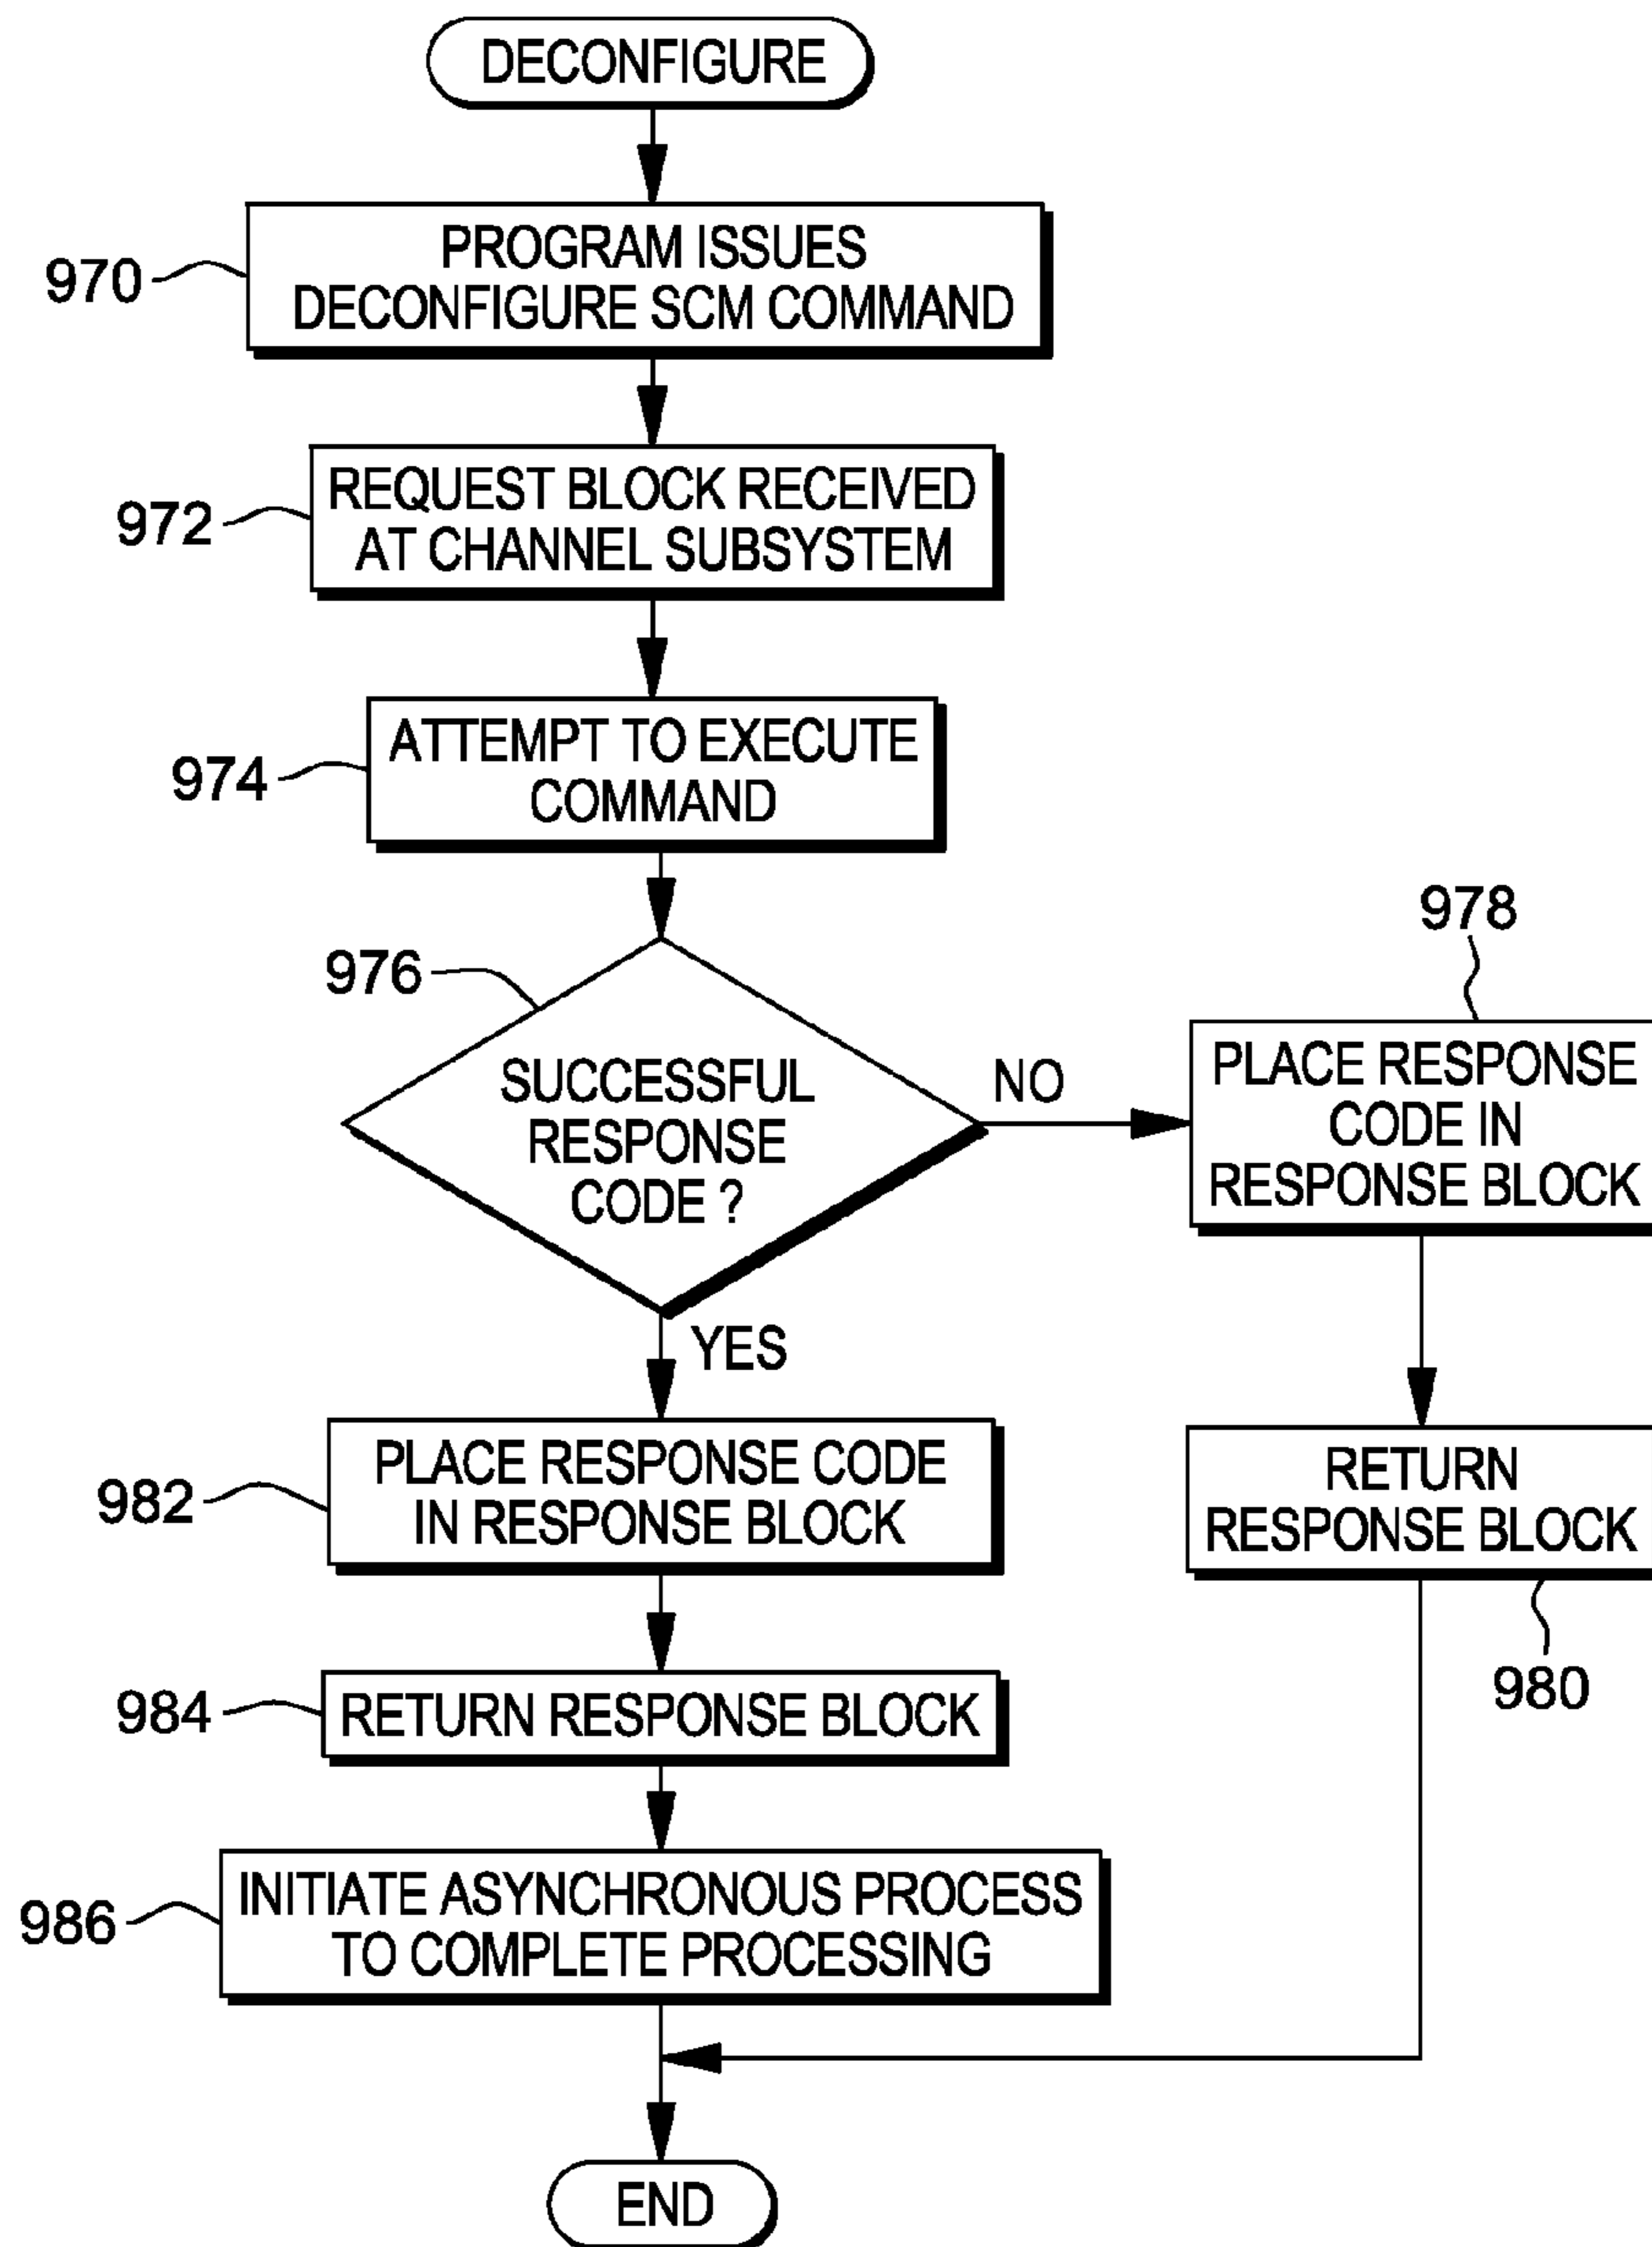 DECONFIGURE
970
PROGRAM ISSUES
DECONFIGURE SCM COMMAND
972
REQUEST BLOCK RECEIVED
AT CHANNEL SUBSYSTEM
974
ATTEMPT TO EXECUTE
COMMAND
976
SUCCESSFUL
RESPONSE
CODE ?
NO
978
PLACE RESPONSE
CODE IN
RESPONSE BLOCK
RETURN
RESPONSE BLOCK
980
YES
982
PLACE RESPONSE CODE
IN RESPONSE BLOCK
984
RETURN RESPONSE BLOCK
986
INITIATE ASYNCHRONOUS PROCESS
TO COMPLETE PROCESSING
END